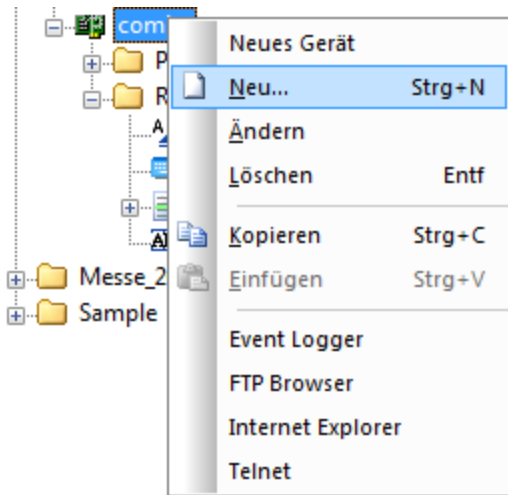 Neues Gerät
Neu... Strg+N
Ändern
Löschen Entf
Kopieren Strg+C
Einfügen Strg+V
Messe_2
Sample
Event Logger
FTP Browser
Internet Explorer
Telnet